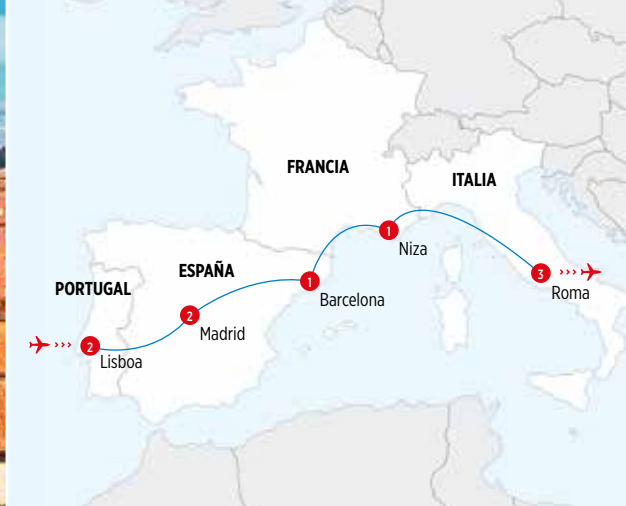 FRANCIA
ITALIA
1
Niza
ESPAÑA
3
Roma
PORTUGAL
1
Barcelona
2
Madrid
2
Lisboa